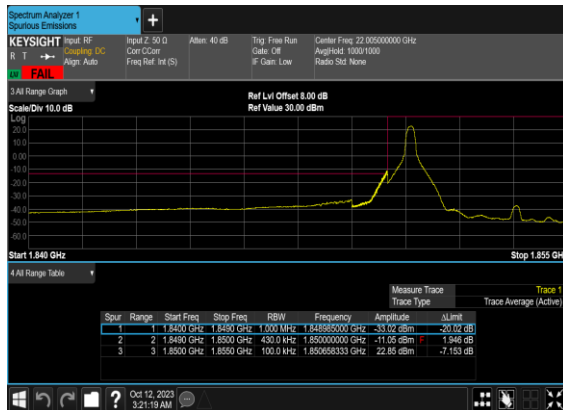 Spectrum Analyzer 1
Spurious Emissions
KEYSIGHT Input: RF Input Z: 50 Ω Atten: 40 dB Trig: Free Run Center Freq: 22.005000000 GHz
R T Coupling: DC Corr CCorr Gate: Off Avg|Hold: 1000/1000
Align: Auto Freq Ref: Int (S) IF Gain: Low Radio Std: None
FAIL
3 All Range Graph
Ref Lvl Offset 8.00 dB
Scale/Div 10.0 dB Ref Value 30.00 dBm
Log
20.0
10.0
0.00
-10.0
-20.0
-30.0
-40.0
-50.0
-60.0
Start 1.840 GHz Stop 1.855 GH
4 All Range Table
Measure Trace Trace 1
Trace Type Trace Average (Active)
Spur Range Start Freq Stop Freq RBW Frequency Amplitude ΔLimit
1 1 1.8400 GHz 1.8490 GHz 1.000 MHz 1.848985000 GHz -33.02 dBm -20.02 dB
2 2 1.8490 GHz 1.8500 GHz 430.0 kHz 1.850000000 GHz -11.05 dBm F 1.946 dB
3 3 1.8500 GHz 1.8550 GHz 100.0 kHz 1.850658333 GHz 22.85 dBm -7.153 dB
? Oct 12, 2023
3:21:19 AM